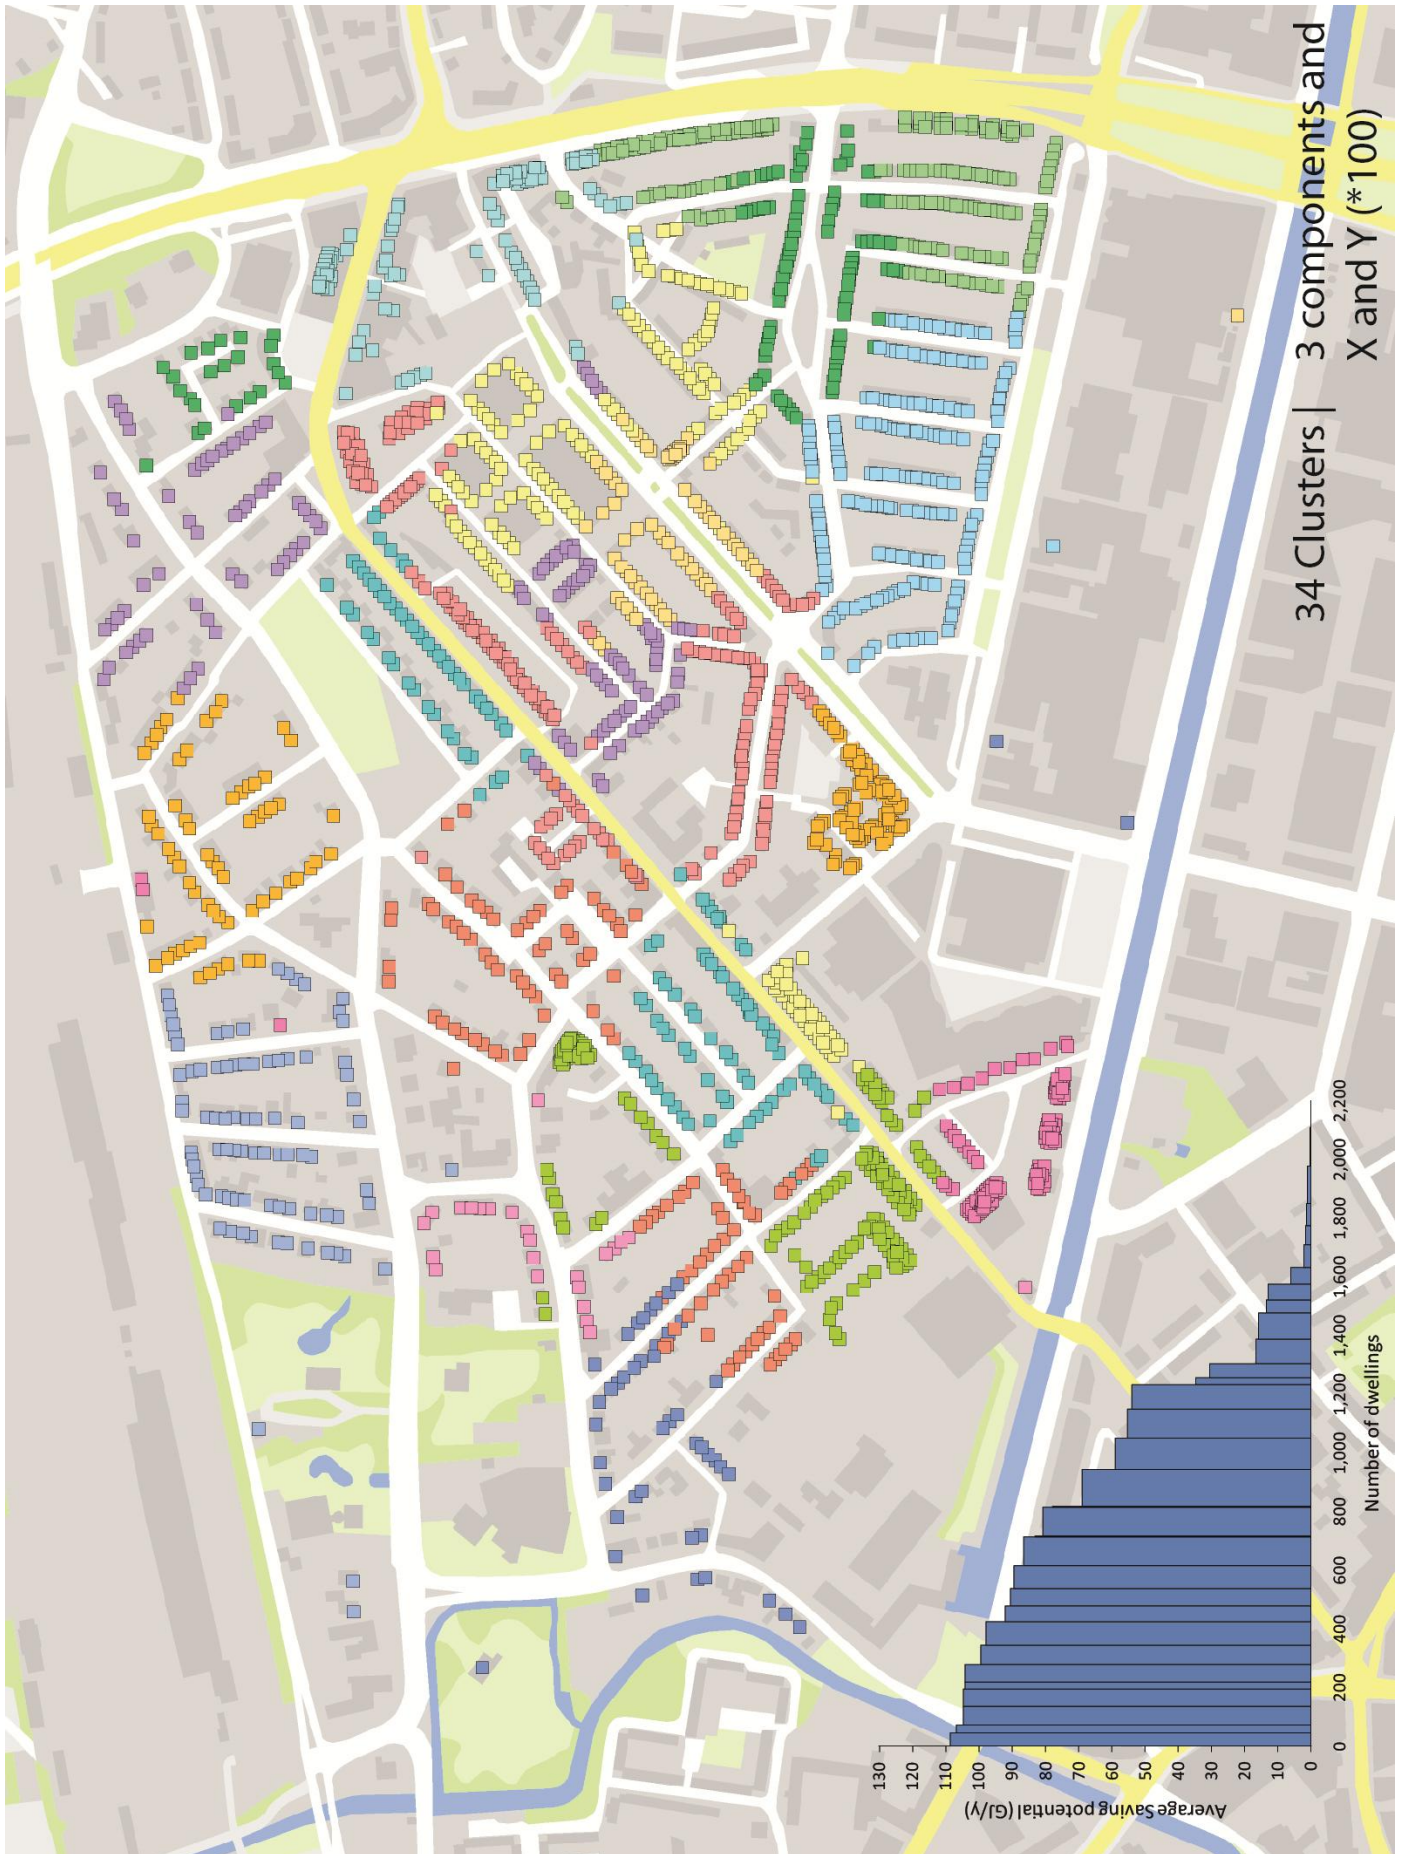 34 Clusters | 3 components and
X and Y (*100)
Average Saving potential (GJ/y)
130
120
110
100
90
80
70
60
50
40
30
20
10
0
0 200 400 600 800 1,000 1,200 1,400 1,600 1,800 2,000 2,200
Number of dwellings